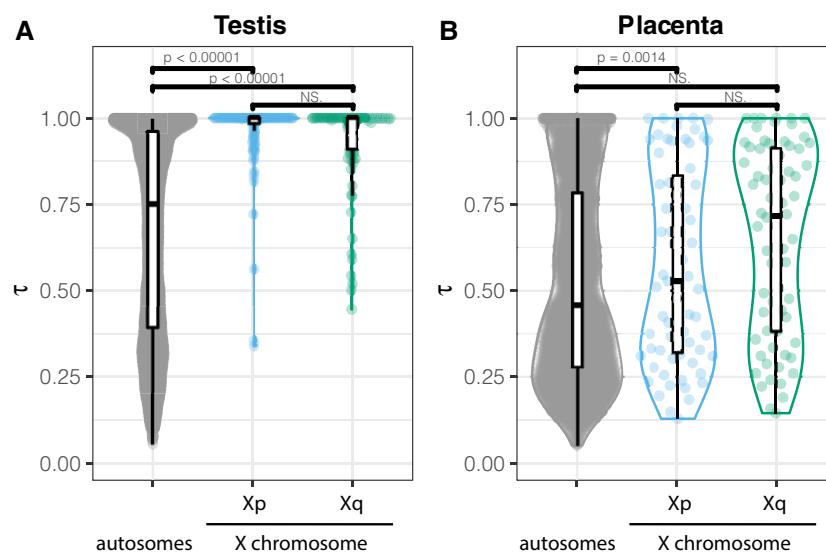 A
Testis
p < 0.00001
p < 0.00001
NS.
τ
1.00
0.75
0.50
0.25
0.00
Xp
Xq
autosomes
X chromosome
B
Placenta
p = 0.0014
NS.
NS.
τ
1.00
0.75
0.50
0.25
0.00
Xp
Xq
autosomes
X chromosome